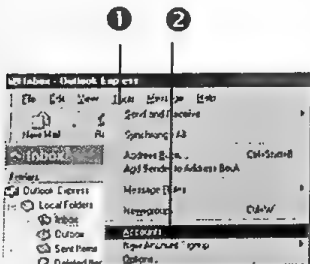 1 2
Inbox - Outlook Express
File Edit View Tools Message Help
New Mail
Send and Receive
Synchronize All
Inbox
Address Book... Ctrl+Shift+B
Add Sender to Address Book
Folders
Outlook Express
Message Rules
Local Folders
Inbox
Newsgroups Ctrl+W
Outbox
Accounts...
Sent Items
New Account Signup
Options...